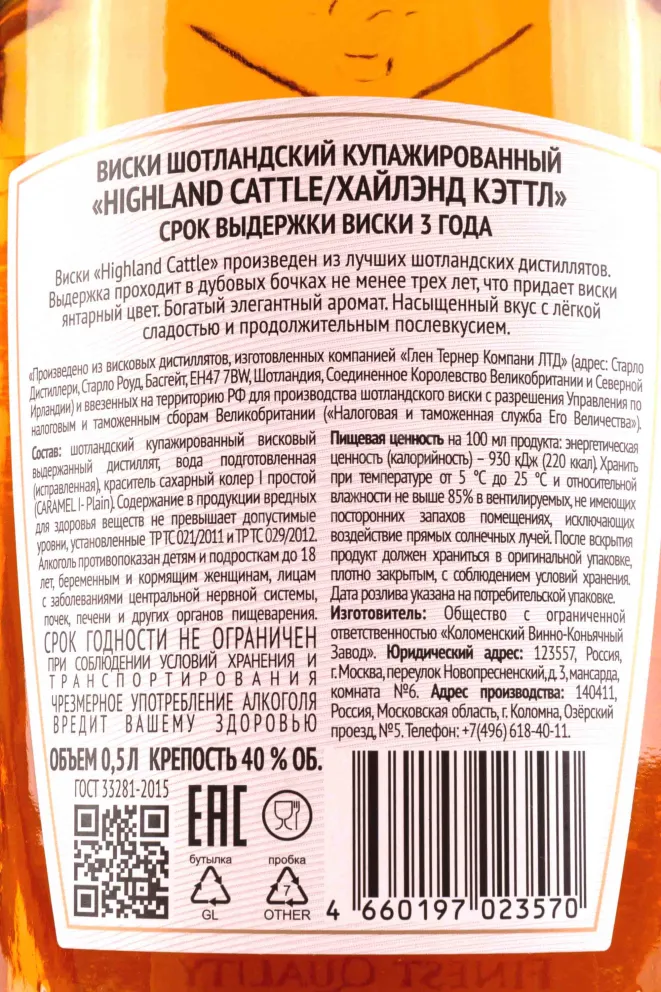 ВИСКИ ШОТЛАНДСКИЙ КУПАЖИРОВАННЫЙ
«HIGHLAND CATTLE/ХАЙЛЭНД КЭТТЛ»
СРОК ВЫДЕРЖКИ ВИСКИ 3 ГОДА
Виски «Highland Cattle» произведен из лучших шотландских дистиллятов.
Выдержка проходит в дубовых бочках не менее трех лет, что придает виски
янтарный цвет. Богатый элегантный аромат. Насыщенный вкус с лёгкой
сладостью и продолжительным послевкусием.
«Произведено из висковых дистиллятов, изготовленных компанией «Глен Тернер Компани ЛТД» (адрес: Старло
Дистиллери, Старло Роуд, Басгейт, EH47 7BW, Шотландия, Соединенное Королевство Великобритании и Северной
Ирландии) и ввезенных на территорию РФ для производства шотландского виски с разрешения Управления по
налоговым и таможенным сборам Великобритании («Налоговая и таможенная служба Его Величества»).
Состав: шотландский купажированный висковый
выдержанный дистиллят, вода подготовленная
(исправленная), краситель сахарный колер I простой
(CARAMEL I- Plain). Содержание в продукции вредных
для здоровья веществ не превышает допустимые
уровни, установленные ТР ТС 021/2011 и ТР ТС 029/2012.
Алкоголь противопоказан детям и подросткам до 18
лет, беременным и кормящим женщинам, лицам
с заболеваниями центральной нервной системы,
почек, печени и других органов пищеварения.
СРОК ГОДНОСТИ НЕ ОГРАНИЧЕН
ПРИ СОБЛЮДЕНИИ УСЛОВИЙ ХРАНЕНИЯ И
ТРАНСПОРТИРОВАНИЯ
ЧРЕЗМЕРНОЕ УПОТРЕБЛЕНИЕ АЛКОГОЛЯ
ВРЕДИТ ВАШЕМУ ЗДОРОВЬЮ
ОБЪЕМ 0,5 Л КРЕПОСТЬ 40 % ОБ.
ГОСТ 33281-2015
Пищевая ценность на 100 мл продукта: энергетическая
ценность (калорийность) – 930 кДж (220 ккал). Хранить
при температуре от 5 °С до 25 °С и относительной
влажности не выше 85% в вентилируемых, не имеющих
посторонних запахов помещениях, исключающих
воздействие прямых солнечных лучей. После вскрытия
продукт должен храниться в оригинальной упаковке,
плотно закрытым, с соблюдением условий хранения.
Дата розлива указана на потребительской упаковке.
Изготовитель: Общество с ограниченной
ответственностью «Коломенский Винно-Коньячный
Завод». Юридический адрес: 123557, Россия,
г. Москва, переулок Новопресненский, д. 3, мансарда,
комната №6. Адрес производства: 140411,
Россия, Московская область, г. Коломна, Озёрский
проезд, №5. Телефон: +7(496) 618-40-11.
EAC
бутылка
GL
пробка
7
OTHER
4 660197 023570
FINEST QUALITY